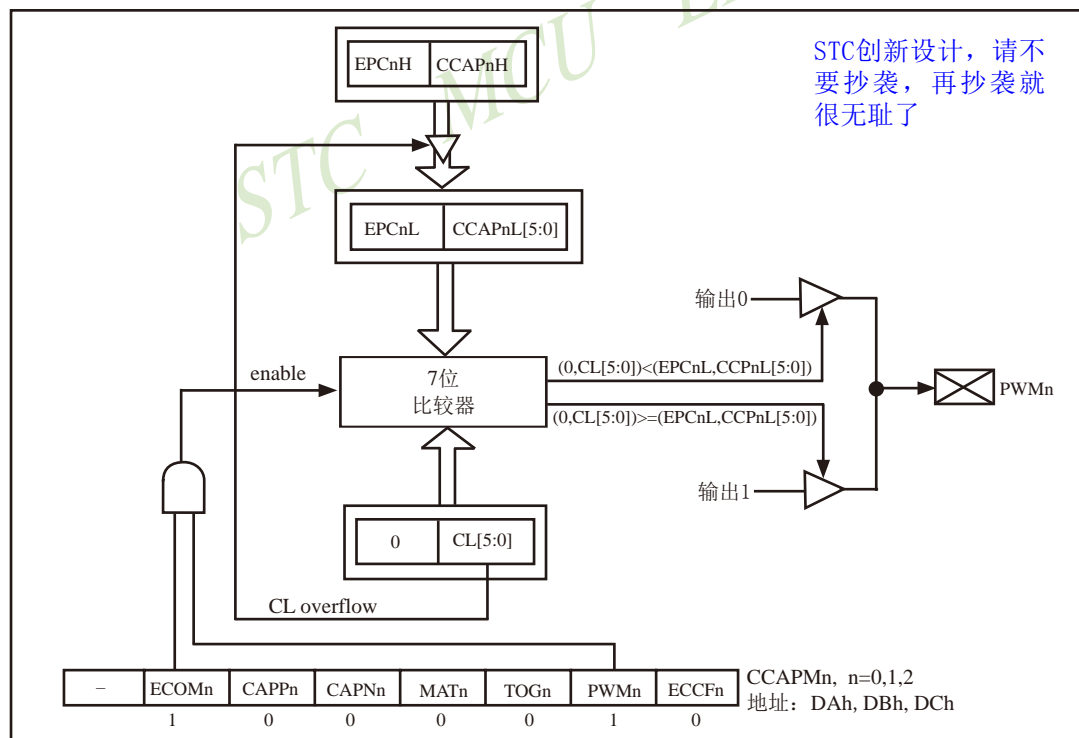 STC MCU
EPCnH CCAPnH
STC创新设计，请不
要抄袭，再抄袭就
很无耻了
EPCnL CCAPnL[5:0]
输出0
enable
7位
比较器
(0,CL[5:0])<(EPCnL,CCPnL[5:0])
(0,CL[5:0])>=(EPCnL,CCPnL[5:0])
PWMn
输出1
0 CL[5:0]
CL overflow
− ECOMn CAPPn CAPNn MATn TOGn PWMn ECCFn
CCAPMn, n=0,1,2
地址：DAh, DBh, DCh
1 0 0 0 0 1 0